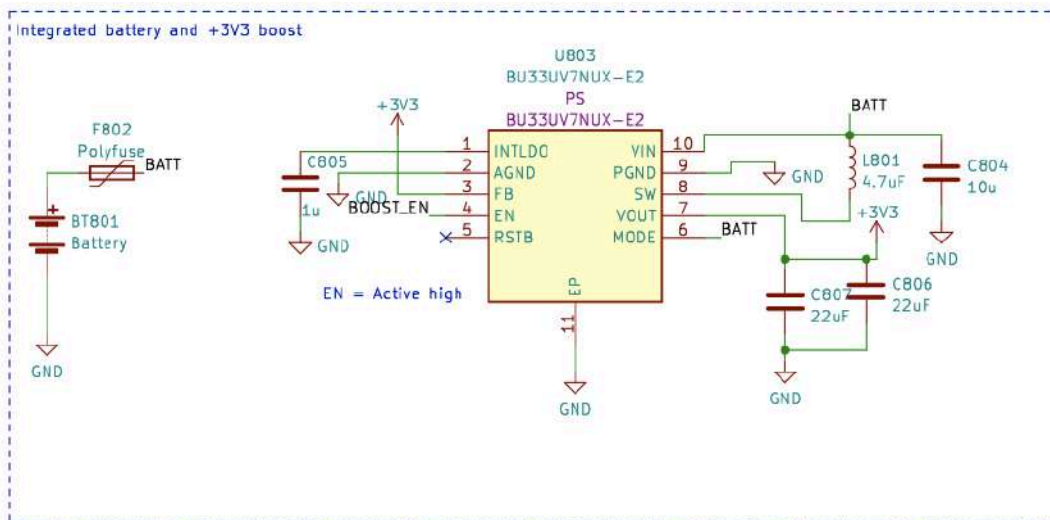 Integrated battery and +3V3 boost
F802
Polyfuse
BATT
BT801
Battery
GND
+3V3
C805
1u
GND
GND
BOOST_EN
EN = Active high
U803
BU33UV7NUX-E2
PS
BU33UV7NUX-E2
1 INTLDO
2 AGND
3 FB
4 EN
5 RSTB
VIN 10
PGND 9
SW 8
VOUT 7
MODE 6
EP
11
GND
BATT
GND
BATT
L801
4.7uF
C804
10u
GND
+3V3
C807
22uF
C806
22uF
GND